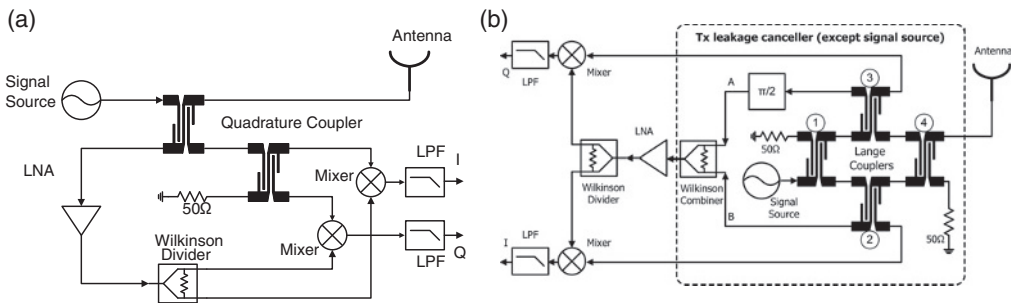 (a)
Antenna
Signal
Source
Quadrature Coupler
LNA
LPF
I
Mixer
50Ω
Mixer
LPF
Q
Wilkinson
Divider
(b)
Tx leakage canceller (except signal source)
LPF
Q
Mixer
Antenna
A
π/2
3
1
4
50Ω
LNA
Lange
Couplers
Wilkinson
Divider
Wilkinson
Combiner
Signal
Source
B
2
50Ω
LPF
I
Mixer